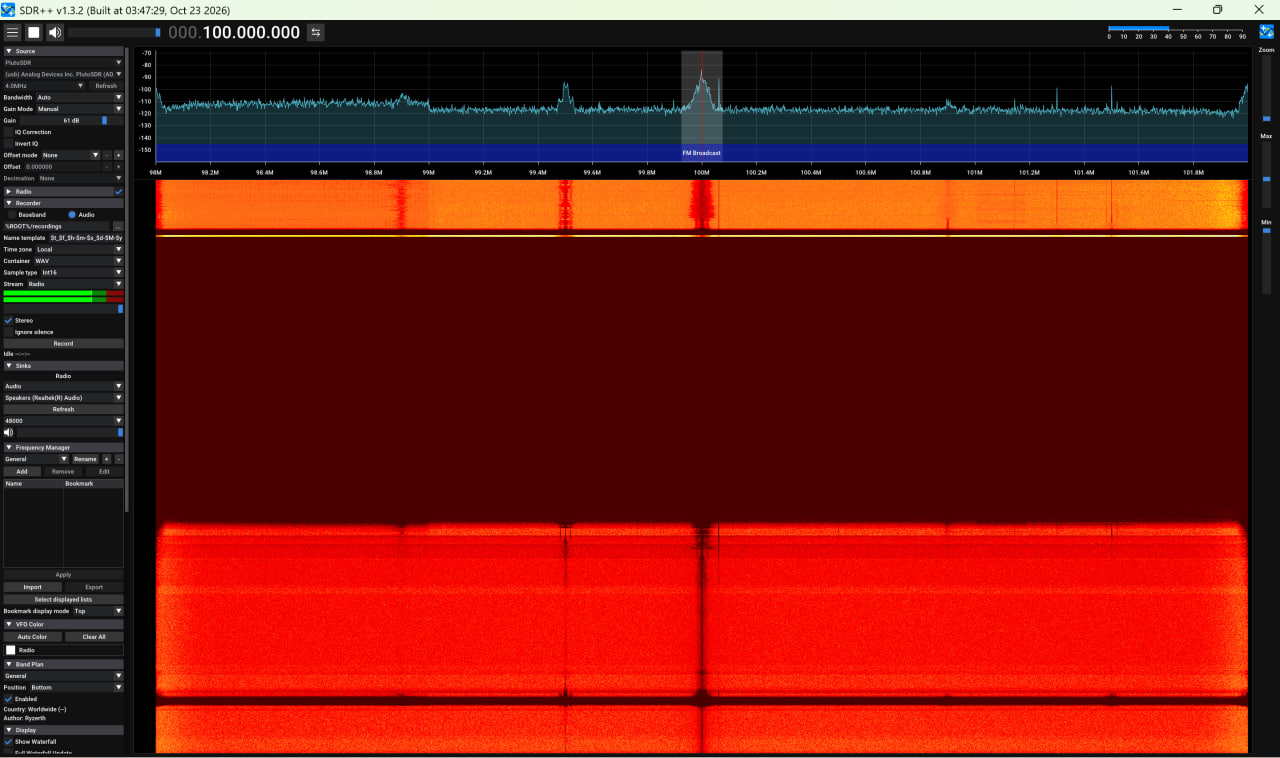 SDR++ v1.3.2 (Built at 03:47:29, Oct 23 2026)
000.100.000.000
0 10 20 30 40 50 60 70 80 90
Source
PlutoSDR
(usb) Analog Devices Inc. PlutoSDR (AD
4.0MHz Refresh
Bandwidth Auto
Gain Mode Manual
Gain 61 dB
IQ Correction
Invert IQ
Offset mode None - +
Offset 0.000000 - +
Decimation None
Radio
Recorder
Baseband Audio
%ROOT%/recordings ...
Name template $t_$f_$h-$m-$s_$d-$M-$y
Time zone Local
Container WAV
Sample type Int16
Stream Radio
Stereo
Ignore silence
Record
Idle --:--:--
Sinks
Radio
Audio
Speakers (Realtek(R) Audio)
Refresh
48000
Frequency Manager
General Rename + -
Add Remove Edit
Name Bookmark
Apply
Import Export
Select displayed lists
Bookmark display mode Top
VFO Color
Auto Color Clear All
Radio
Band Plan
General
Position Bottom
Enabled
Country: Worldwide (--)
Author: Ryzerth
Display
Show Waterfall
Full Waterfall Update
-70
-80
-90
-100
-110
-120
-130
-140
-150
FM Broadcast
98M 98.2M 98.4M 98.6M 98.8M 99M 99.2M 99.4M 99.6M 99.8M 100M 100.2M 100.4M 100.6M 100.8M 101M 101.2M 101.4M 101.6M 101.8M
Zoom
Max
Min